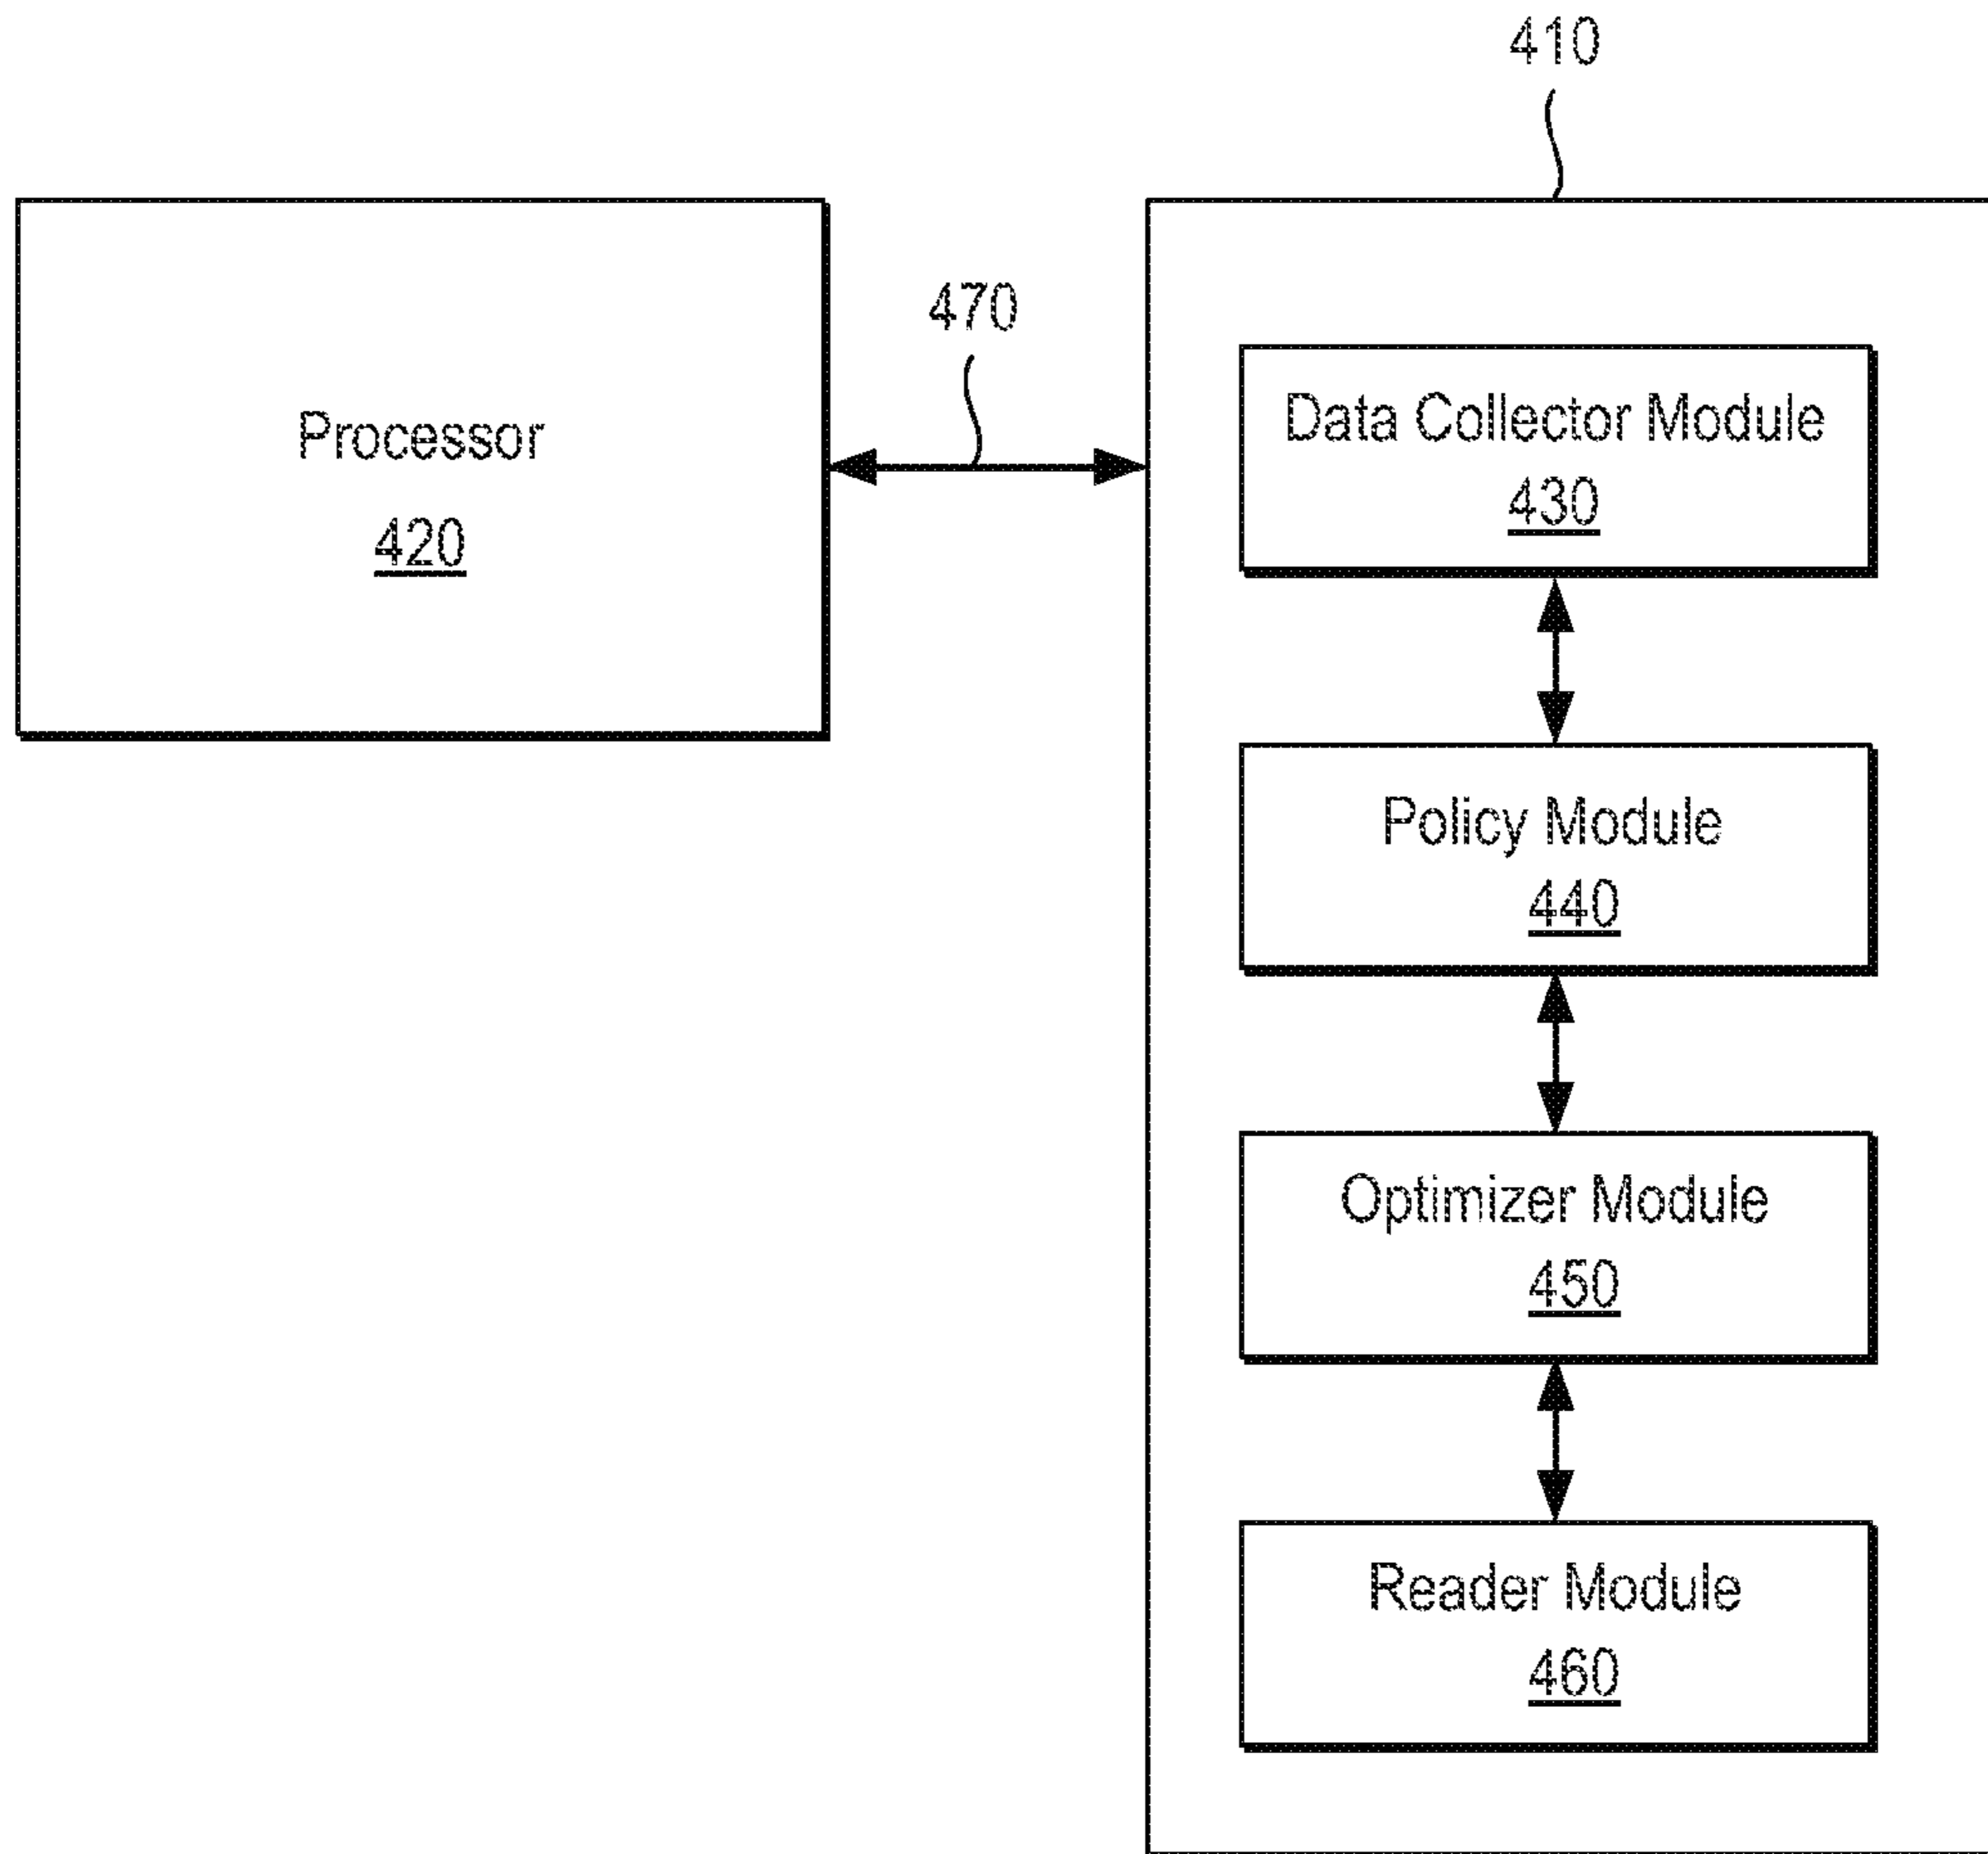 410
470
Processor
420
Data Collector Module
430
Policy Module
440
Optimizer Module
450
Reader Module
460